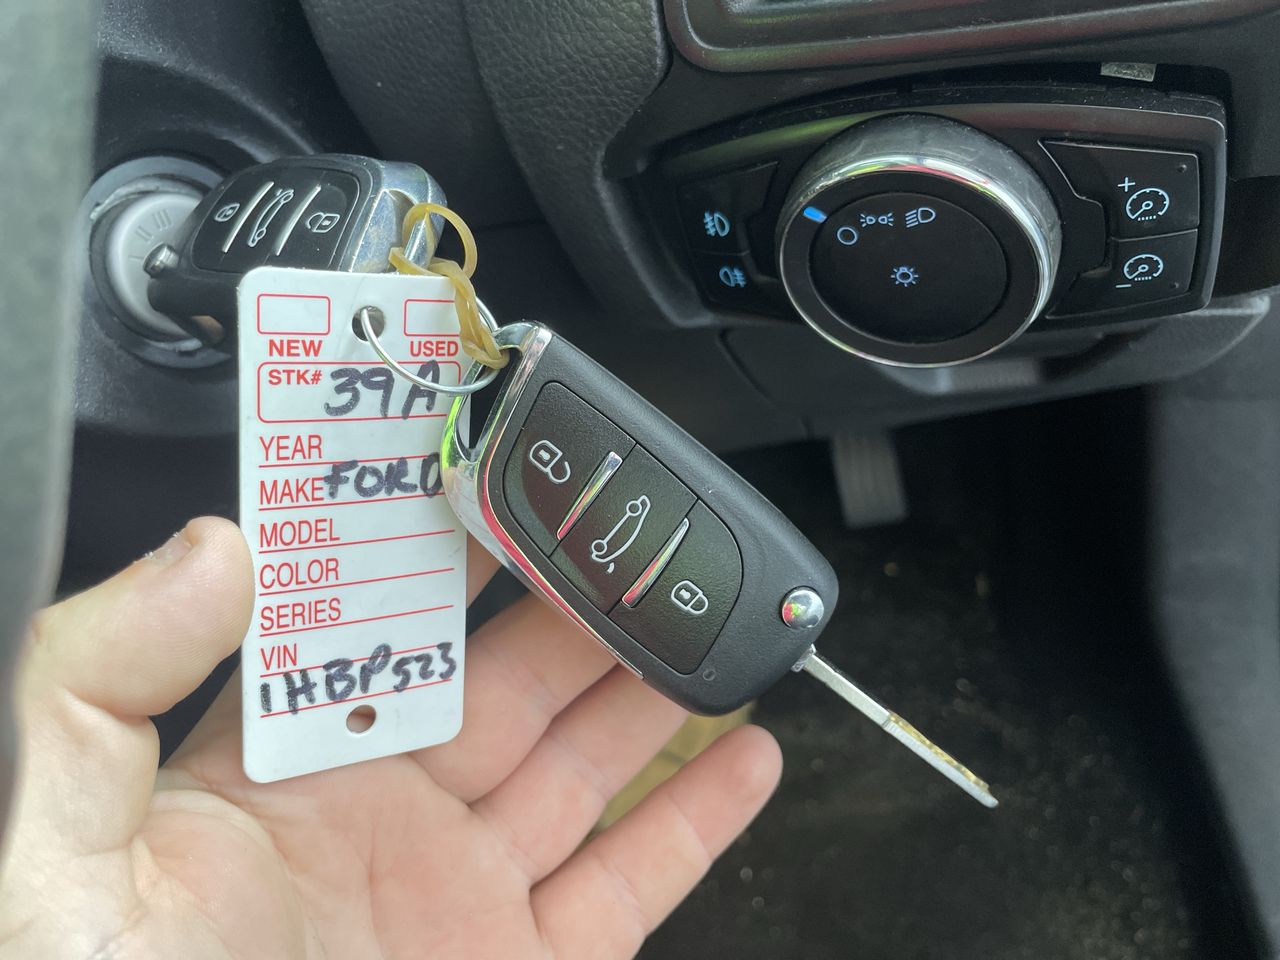 NEW USED
STK# 39A
YEAR
MAKE FORD
MODEL
COLOR
SERIES
VIN
1HBP523